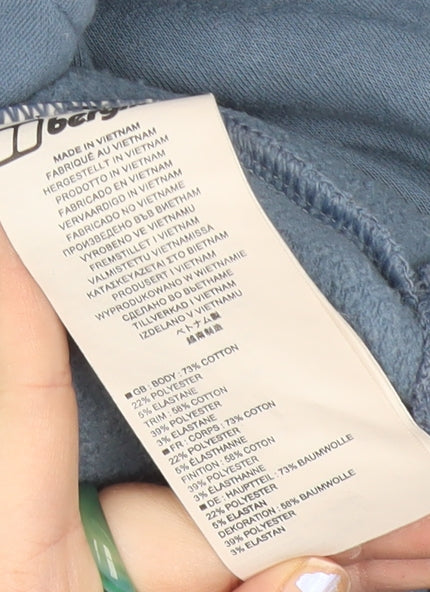 berg
MADE IN VIETNAM
FABRIQUÉ AU VIETNAM
HERGESTELLT IN VIETNAM
PRODOTTO IN VIETNAM
FABRICADO EN VIETNAM
VERVAARDIGD IN VIETNAM
FABRICADO NO VIETNAME
ПРОИЗВЕДЕНО ВЪВ ВИЕТНАМ
VYROBENO VE VIETNAMU
FREMSTILLET I VIETNAM
VALMISTETTU VIETNAMISSA
ΚΑΤΑΣΚΕΥΑΖΕΤΑΙ ΣΤΟ ΒΙΕΤΝΑΜ
PRODUSERT I VIETNAM
WYPRODUKOWANO W WIETNAMIE
СДЕЛАНО ВО ВЬЕТНАМЕ
TILLVERKAD I VIETNAM
IZDELANO V VIETNAMU
ベトナム製
越南制造
■GB : BODY : 73% COTTON
22% POLYESTER
5% ELASTANE
TRIM : 58% COTTON
39% POLYESTER
3% ELASTANE
■FR : CORPS : 73% COTON
22% POLYESTER
5% ÉLASTHANNE
FINITION : 58% COTON
39% POLYESTER
3% ÉLASTHANNE
■DE : HAUPTTEIL : 73% BAUMWOLLE
22% POLYESTER
5% ELASTAN
DEKORATION : 58% BAUMWOLLE
39% POLYESTER
3% ELASTAN